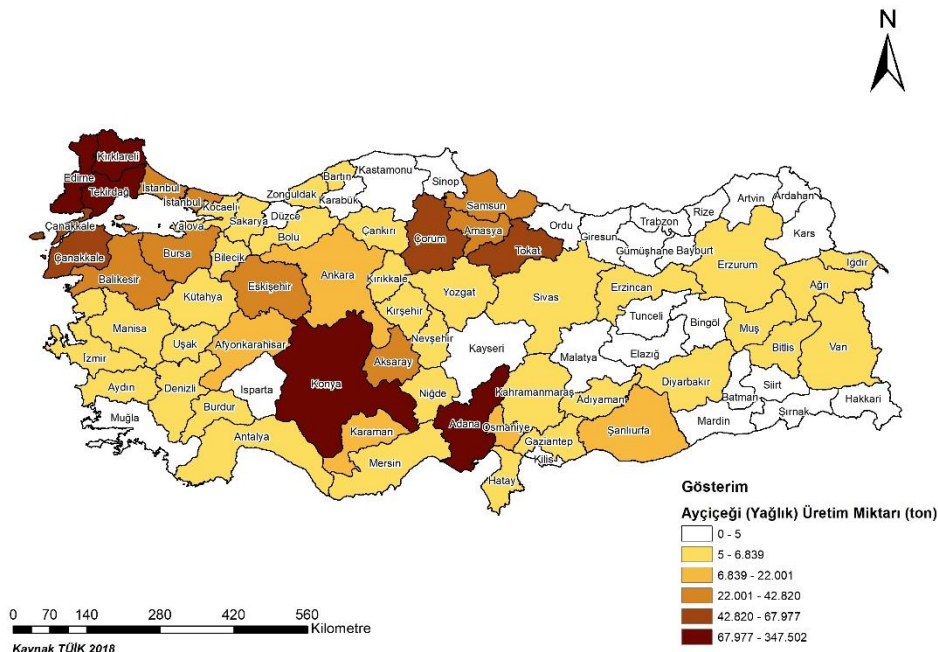 N
Kırklareli
Edirne
Tekirdağ
İstanbul
İstanbul
Kocaeli
Yalova
Sakarya
Düzce
Zonguldak
Bartın
Karabük
Kastamonu
Sinop
Samsun
Ordu
Giresun
Trabzon
Rize
Artvin
Ardahan
Kars
Çanakkale
Çanakkale
Balıkesir
Bursa
Bilecik
Bolu
Çankırı
Çorum
Amasya
Tokat
Gümüşhane
Bayburt
Erzurum
Iğdır
Ağrı
Kütahya
Eskişehir
Ankara
Kırıkkale
Yozgat
Sivas
Erzincan
Tunceli
Bingöl
Muş
Bitlis
Van
Manisa
Uşak
Afyonkarahisar
Kırşehir
Nevşehir
Kayseri
Malatya
Elazığ
Diyarbakır
Batman
Siirt
Şırnak
Hakkari
İzmir
Aydın
Denizli
Isparta
Konya
Aksaray
Niğde
Adana
Kahramanmaraş
Adıyaman
Şanlıurfa
Mardin
Muğla
Burdur
Antalya
Karaman
Mersin
Osmaniye
Gaziantep
Kilis
Hatay
Gösterim
Ayçiçeği (Yağlık) Üretim Miktarı (ton)
0 - 5
5 - 6.839
6.839 - 22.001
22.001 - 42.820
42.820 - 67.977
67.977 - 347.502
0 70 140 280 420 560
Kilometre
Kaynak TÜİK 2018